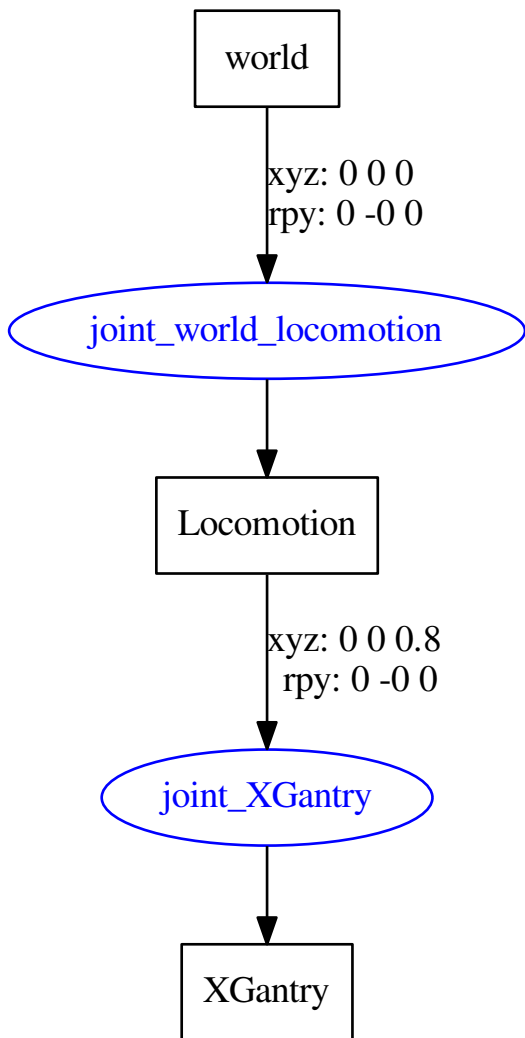 world
xyz: 0 0 0
rpy: 0 -0 0
joint_world_locomotion
Locomotion
xyz: 0 0 0.8
rpy: 0 -0 0
joint_XGantry
XGantry